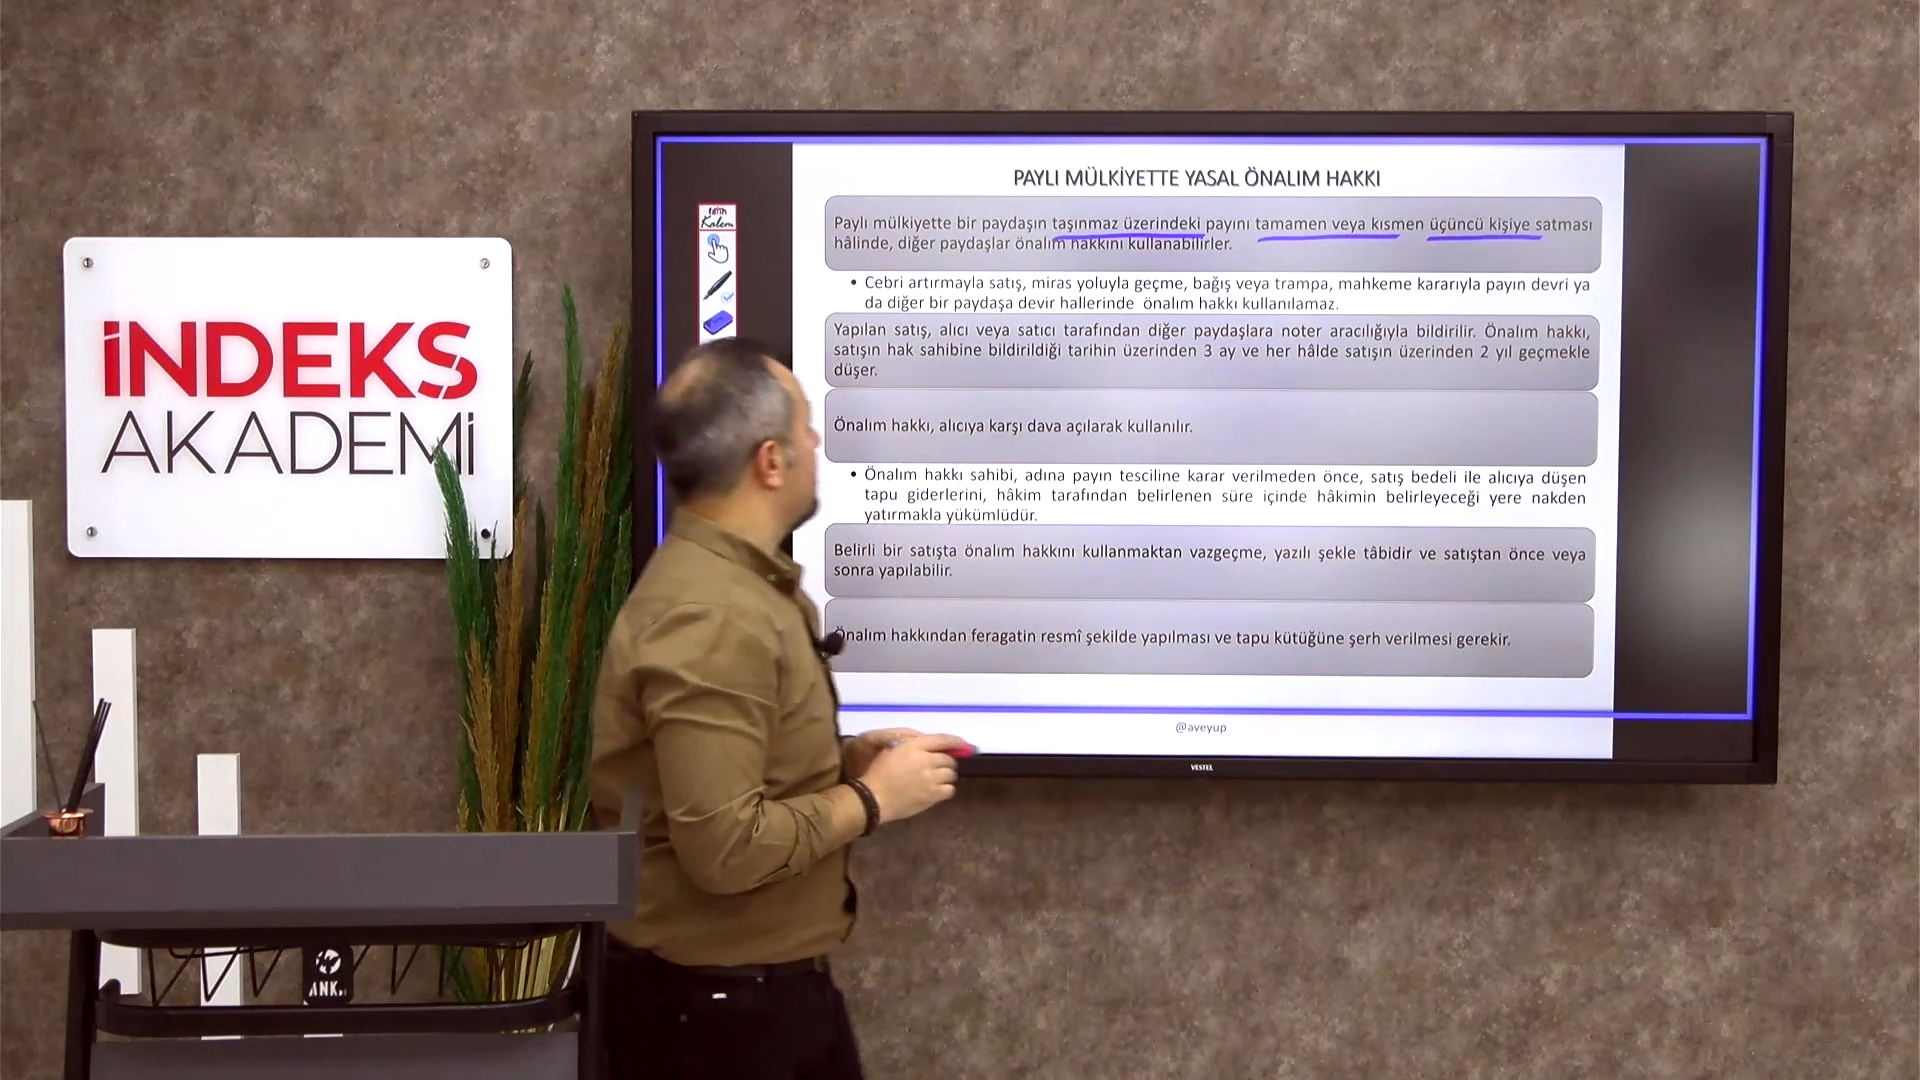 İNDEKS
AKADEMİ
fatih
Kalem
PAYLI MÜLKİYETTE YASAL ÖNALIM HAKKI
Paylı mülkiyette bir paydaşın taşınmaz üzerindeki payını tamamen veya kısmen üçüncü kişiye satması
hâlinde, diğer paydaşlar önalım hakkını kullanabilirler.
• Cebri artırmayla satış, miras yoluyla geçme, bağış veya trampa, mahkeme kararıyla payın devri ya
da diğer bir paydaşa devir hallerinde önalım hakkı kullanılamaz.
Yapılan satış, alıcı veya satıcı tarafından diğer paydaşlara noter aracılığıyla bildirilir. Önalım hakkı,
satışın hak sahibine bildirildiği tarihin üzerinden 3 ay ve her hâlde satışın üzerinden 2 yıl geçmekle
düşer.
Önalım hakkı, alıcıya karşı dava açılarak kullanılır.
• Önalım hakkı sahibi, adına payın tesciline karar verilmeden önce, satış bedeli ile alıcıya düşen
tapu giderlerini, hâkim tarafından belirlenen süre içinde hâkimin belirleyeceği yere nakden
yatırmakla yükümlüdür.
Belirli bir satışta önalım hakkını kullanmaktan vazgeçme, yazılı şekle tâbidir ve satıştan önce veya
sonra yapılabilir.
Önalım hakkından feragatin resmî şekilde yapılması ve tapu kütüğüne şerh verilmesi gerekir.
@aveyup
VESTEL